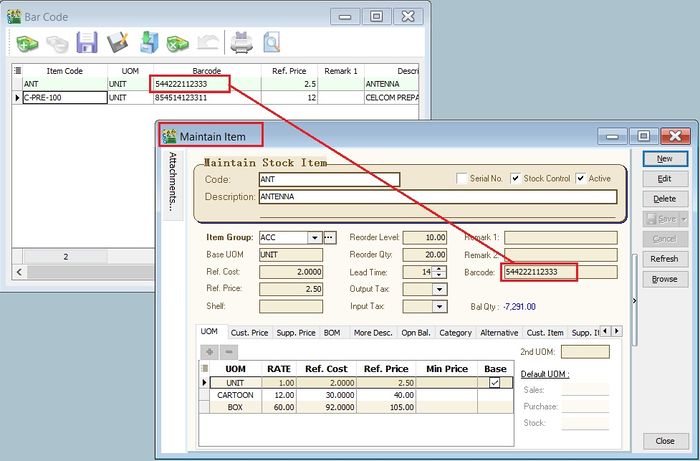 Bar Code
Item Code UOM Barcode Ref. Price Remark 1 Descri
ANT UNIT 544222112333 2.5 ANTENNA
C-PRE-100 UNIT 854514123311 12 CELCOM PREPA
2
Maintain Item
Attachments...
Maintain Stock Item
Code: ANT Serial No. Stock Control Active
Description: ANTENNA
Item Group: ACC Reorder Level: 10.00 Remark 1:
Base UOM UNIT Reorder Qty: 20.00 Remark 2:
Ref. Cost: 2.0000 Lead Time: 14 Barcode: 544222112333
Ref. Price: 2.50 Output Tax:
Shelf: Input Tax: Bal Qty : -7,291.00
UOM Cust. Price Supp. Price BOM More Desc. Opn Bal. Category Alternative Cust. Item Supp. It
2nd UOM:
UOM RATE Ref. Cost Ref. Price Min Price Base
UNIT 1.00 2.0000 2.50
CARTOON 12.00 30.0000 40.00
BOX 60.00 92.0000 105.00
Default UOM :
Sales:
Purchase:
Stock:
New
Edit
Delete
Save
Cancel
Refresh
Browse
Close